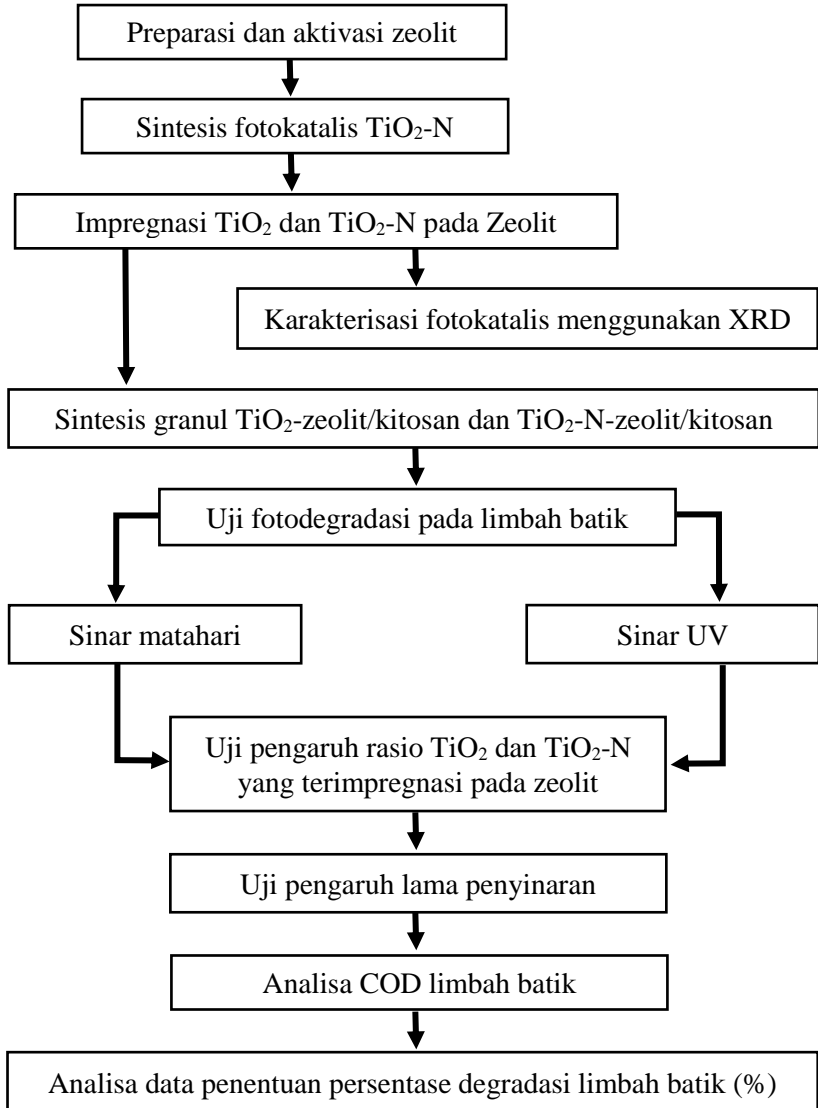 Preparasi dan aktivasi zeolit
Sintesis fotokatalis TiO₂-N
Impregnasi TiO₂ dan TiO₂-N pada Zeolit
Karakterisasi fotokatalis menggunakan XRD
Sintesis granul TiO₂-zeolit/kitosan dan TiO₂-N-zeolit/kitosan
Uji fotodegradasi pada limbah batik
Sinar matahari
Sinar UV
Uji pengaruh rasio TiO₂ dan TiO₂-N
yang terimpregnasi pada zeolit
Uji pengaruh lama penyinaran
Analisa COD limbah batik
Analisa data penentuan persentase degradasi limbah batik (%)